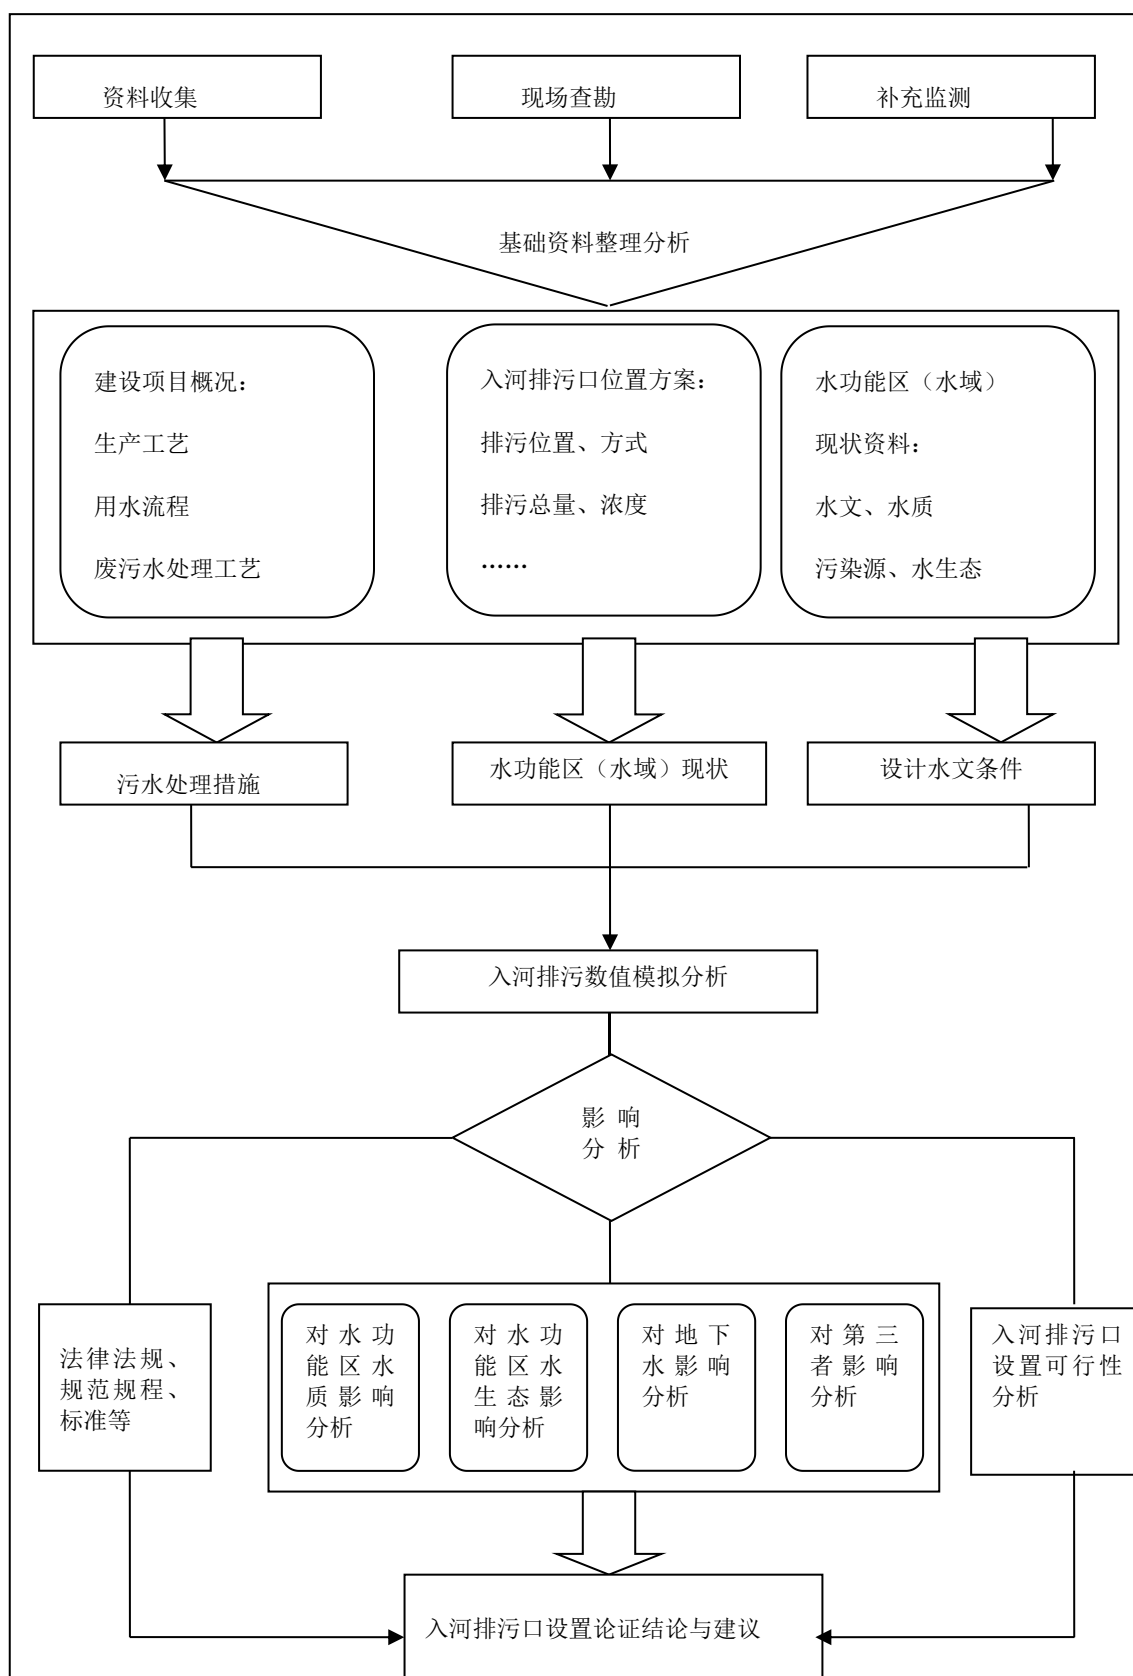 资料收集
现场查勘
补充监测
基础资料整理分析
建设项目概况：
生产工艺
用水流程
废污水处理工艺
入河排污口位置方案：
排污位置、方式
排污总量、浓度
……
水功能区（水域）
现状资料：
水文、水质
污染源、水生态
污水处理措施
水功能区（水域）现状
设计水文条件
入河排污数值模拟分析
影 响
分 析
法律法规、
规范规程、
标准等
对水功
能区水
质影响
分析
对水功
能区水
生态影
响分析
对地下
水影响
分析
对第三
者影响
分析
入河排污口
设置可行性
分析
入河排污口设置论证结论与建议